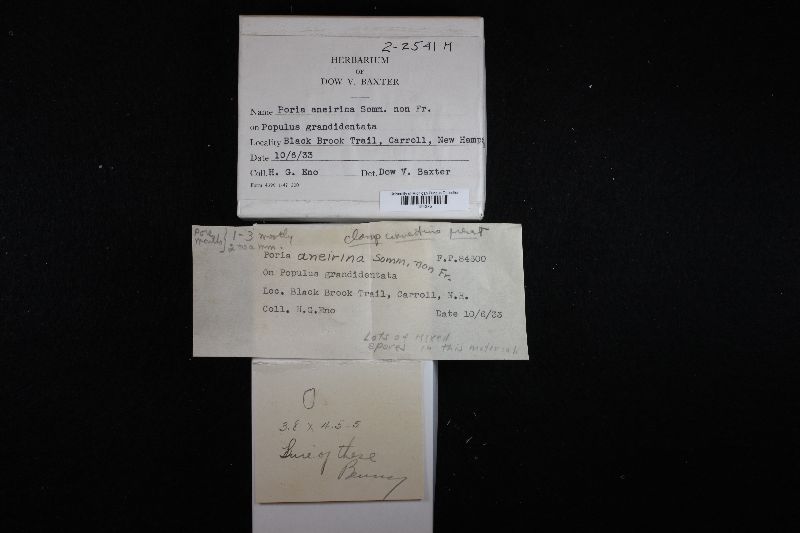 2-2541 M
HERBARIUM
OF
DOW V. BAXTER
Name Poria aneirina Somm. non Fr.
on Populus grandidentata
Locality Black Brook Trail, Carroll, New Hamp
Date 10/6/33
Coll. H. G. Eno Det. Dow V. Baxter
Pore mouths } 1-3 mostly
2 to a mm.
clamp connections present
Poria aneirina Somm. non Fr. F.P.84300
On Populus grandidentata
Loc. Black Brook Trail, Carroll, N.H.
Coll. H.G.Eno Date 10/6/33
Lots of mixed
spores in this material
3.8 x 4.5-5
of these